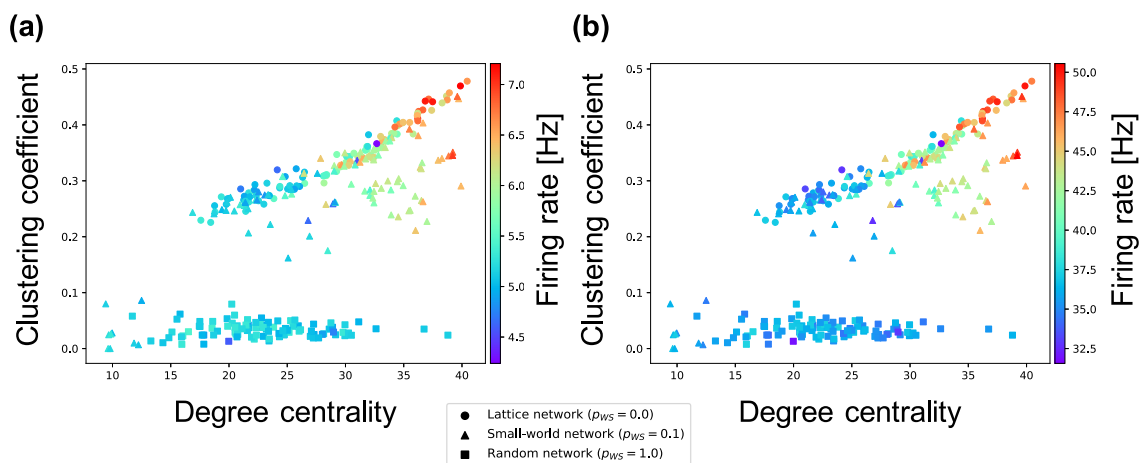 (a)
(b)
Clustering coefficient
0.5
0.4
0.3
0.2
0.1
0.0
10 15 20 25 30 35 40
Degree centrality
7.0
6.5
6.0
5.5
5.0
4.5
Firing rate [Hz]
Clustering coefficient
0.5
0.4
0.3
0.2
0.1
0.0
10 15 20 25 30 35 40
Degree centrality
50.0
47.5
45.0
42.5
40.0
37.5
35.0
32.5
Firing rate [Hz]
Lattice network (p_WS = 0.0)
Small-world network (p_WS = 0.1)
Random network (p_WS = 1.0)